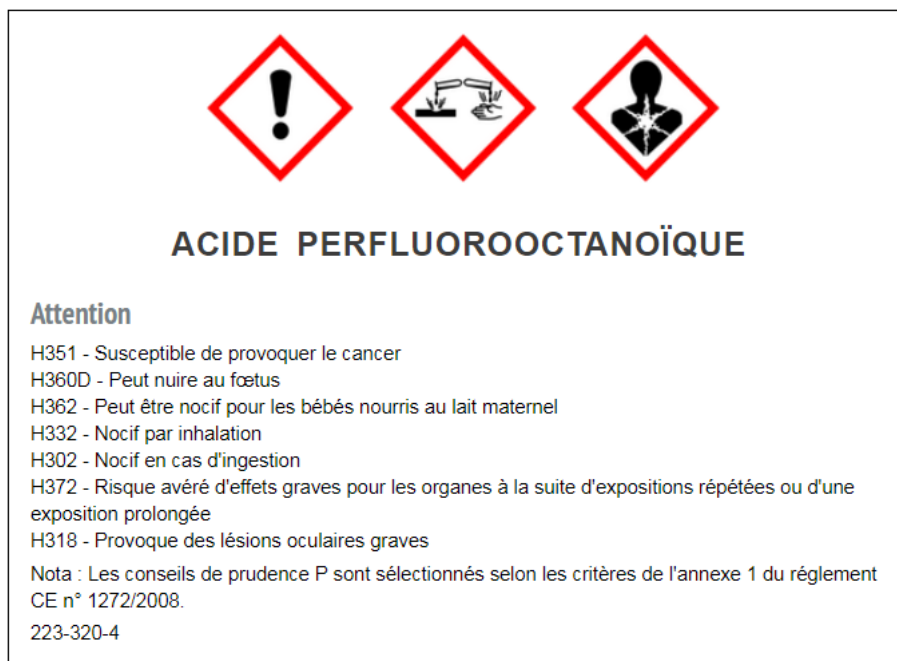 ACIDE PERFLUOROOCTANOÏQUE
Attention
H351 - Susceptible de provoquer le cancer
H360D - Peut nuire au fœtus
H362 - Peut être nocif pour les bébés nourris au lait maternel
H332 - Nocif par inhalation
H302 - Nocif en cas d'ingestion
H372 - Risque avéré d'effets graves pour les organes à la suite d'expositions répétées ou d'une
exposition prolongée
H318 - Provoque des lésions oculaires graves
Nota : Les conseils de prudence P sont sélectionnés selon les critères de l'annexe 1 du réglement
CE n° 1272/2008.
223-320-4